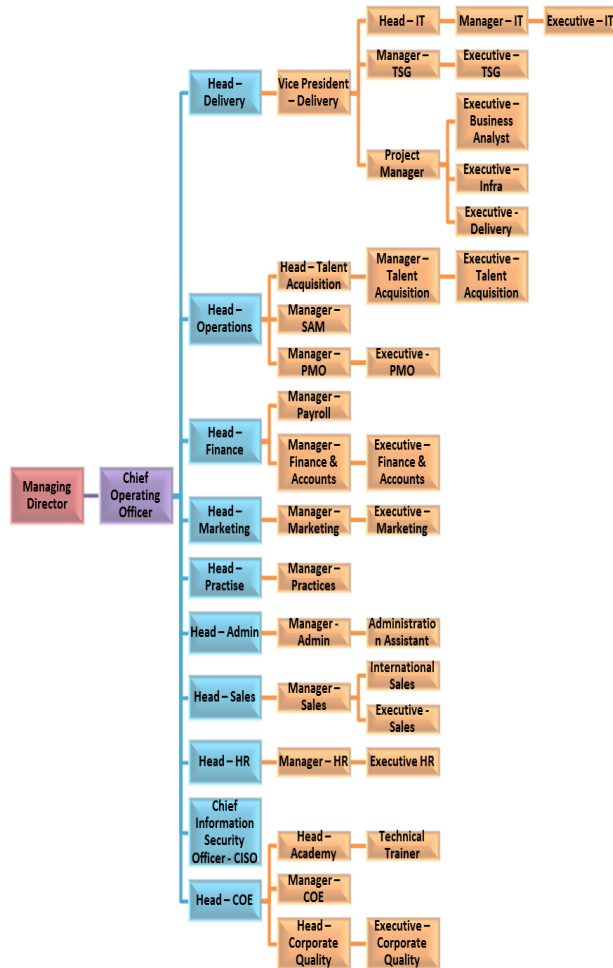 Head – IT
Manager – IT
Executive – IT
Head –
Delivery
Vice President
– Delivery
Manager –
TSG
Executive –
TSG
Project
Manager
Executive –
Business
Analyst
Executive –
Infra
Executive -
Delivery
Head –
Operations
Head – Talent
Acquisition
Manager –
Talent
Acquisition
Executive –
Talent
Acquisition
Manager –
SAM
Manager –
PMO
Executive -
PMO
Head –
Finance
Manager –
Payroll
Manager –
Finance &
Accounts
Executive –
Finance &
Accounts
Managing
Director
Chief
Operating
Officer
Head –
Marketing
Manager –
Marketing
Executive –
Marketing
Head –
Practise
Manager –
Practices
Head – Admin
Manager -
Admin
Administratio
n Assistant
Head – Sales
Manager –
Sales
International
Sales
Executive -
Sales
Head – HR
Manager – HR
Executive HR
Chief
Information
Security
Officer - CISO
Head – COE
Head –
Academy
Technical
Trainer
Manager –
COE
Head –
Corporate
Quality
Executive –
Corporate
Quality